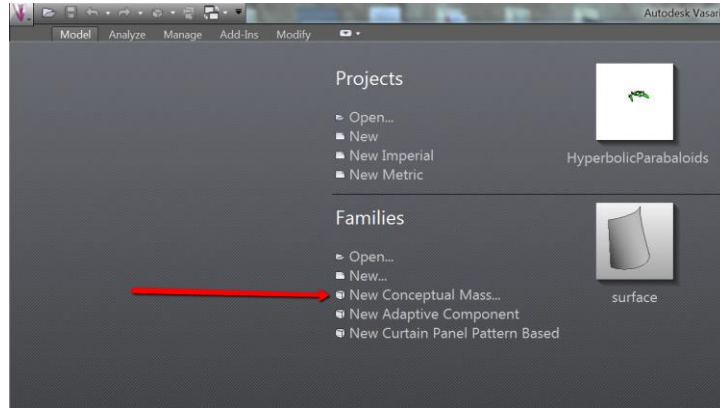 Autodesk Vasari
Model Analyze Manage Add-Ins Modify
Projects
Open...
New
New Imperial
New Metric
HyperbolicParabaloids
Families
Open...
New...
New Conceptual Mass...
New Adaptive Component
New Curtain Panel Pattern Based
surface